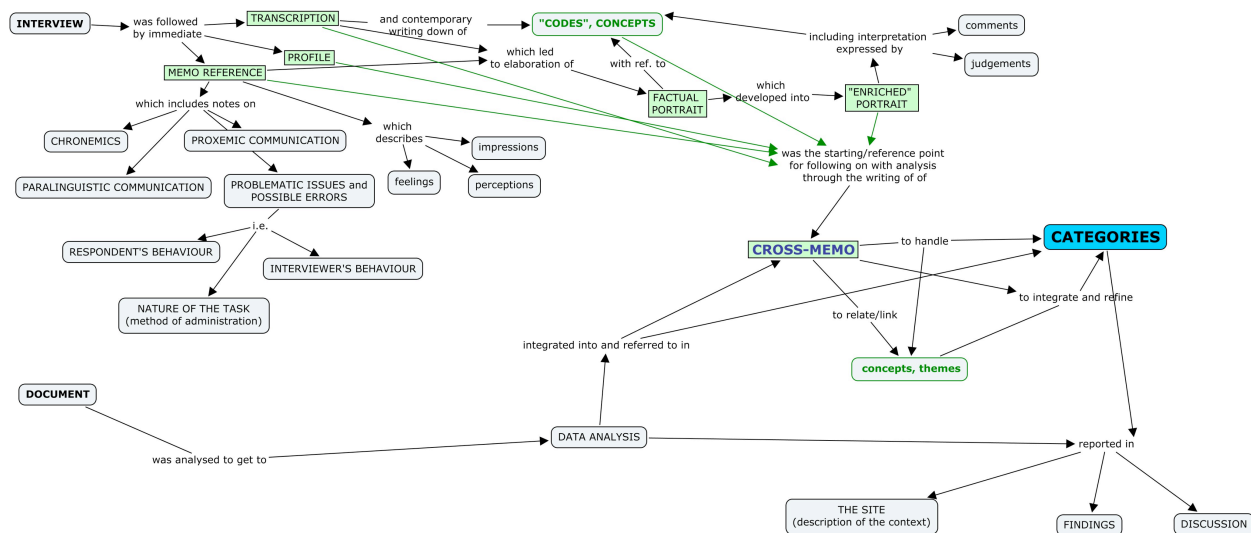 INTERVIEW
was followed
by immediate
TRANSCRIPTION
and contemporary
writing down of
"CODES", CONCEPTS
comments
including interpretation
expressed by
judgements
PROFILE
MEMO REFERENCE
which led
to elaboration of
with ref. to
FACTUAL
PORTRAIT
which
developed into
"ENRICHED"
PORTRAIT
which includes notes on
CHRONEMICS
PROXEMIC COMMUNICATION
which
describes
impressions
feelings
perceptions
PARALINGUISTIC COMMUNICATION
PROBLEMATIC ISSUES and
POSSIBLE ERRORS
was the starting/reference point
for following on with analysis
through the writing of of
i.e.
RESPONDENT'S BEHAVIOUR
INTERVIEWER'S BEHAVIOUR
NATURE OF THE TASK
(method of administration)
CROSS-MEMO
to handle
CATEGORIES
to integrate and refine
to relate/link
integrated into and referred to in
concepts, themes
DOCUMENT
was analysed to get to
DATA ANALYSIS
reported in
THE SITE
(description of the context)
FINDINGS
DISCUSSION